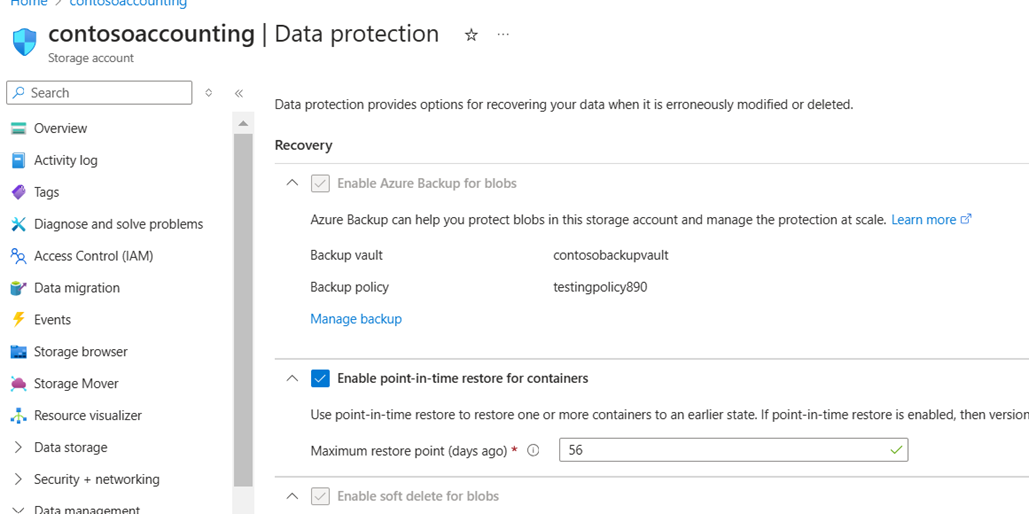 Home > contosoaccounting
contosoaccounting | Data protection ☆ ...
Storage account
Search
Overview
Activity log
Tags
Diagnose and solve problems
Access Control (IAM)
Data migration
Events
Storage browser
Storage Mover
Resource visualizer
Data storage
Security + networking
Data management
Data protection provides options for recovering your data when it is erroneously modified or deleted.
Recovery
Enable Azure Backup for blobs
Azure Backup can help you protect blobs in this storage account and manage the protection at scale. Learn more
Backup vault contosobackupvault
Backup policy testingpolicy890
Manage backup
Enable point-in-time restore for containers
Use point-in-time restore to restore one or more containers to an earlier state. If point-in-time restore is enabled, then version
Maximum restore point (days ago) * 56
Enable soft delete for blobs